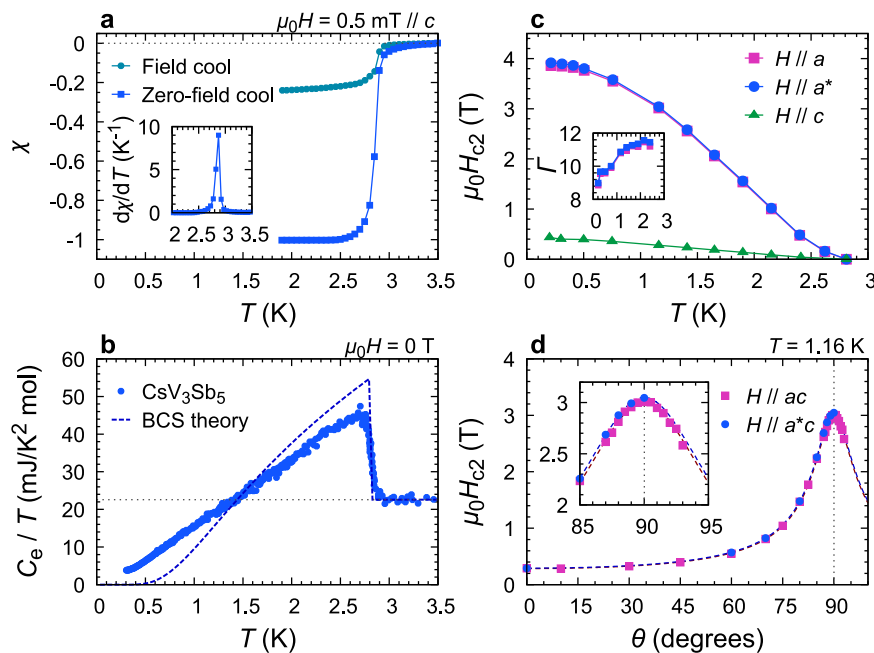 a
μ₀H = 0.5 mT // c
0
-0.2
-0.4
-0.6
-0.8
-1
χ
Field cool
Zero-field cool
10
5
0
dχ/dT (K⁻¹)
2 2.5 3 3.5
0 0.5 1 1.5 2 2.5 3 3.5
T (K)
c
5
4
3
2
1
0
μ₀Hc2 (T)
H // a
H // a*
H // c
12
10
8
Γ
0 1 2 3
0 0.5 1 1.5 2 2.5 3
T (K)
b
μ₀H = 0 T
60
50
40
30
20
10
0
Cₑ / T (mJ/K² mol)
CsV₃Sb₅
BCS theory
0 0.5 1 1.5 2 2.5 3 3.5
T (K)
d
T = 1.16 K
4
3
2
1
0
μ₀Hc2 (T)
H // ac
H // a*c
3
2.5
2
85 90 95
0 15 30 45 60 75 90
θ (degrees)